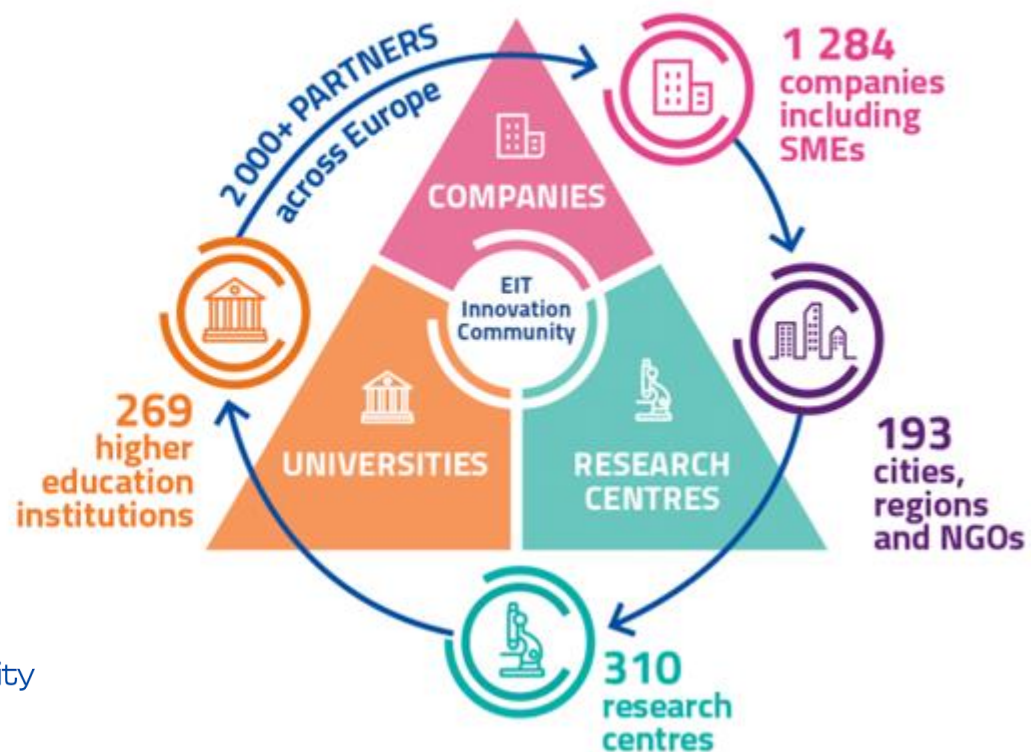 2 000+ PARTNERS
across Europe
1 284
companies
including
SMEs
COMPANIES
EIT
Innovation
Community
269
higher
education
institutions
UNIVERSITIES
RESEARCH
CENTRES
193
cities,
regions
and NGOs
310
research
centres
ity